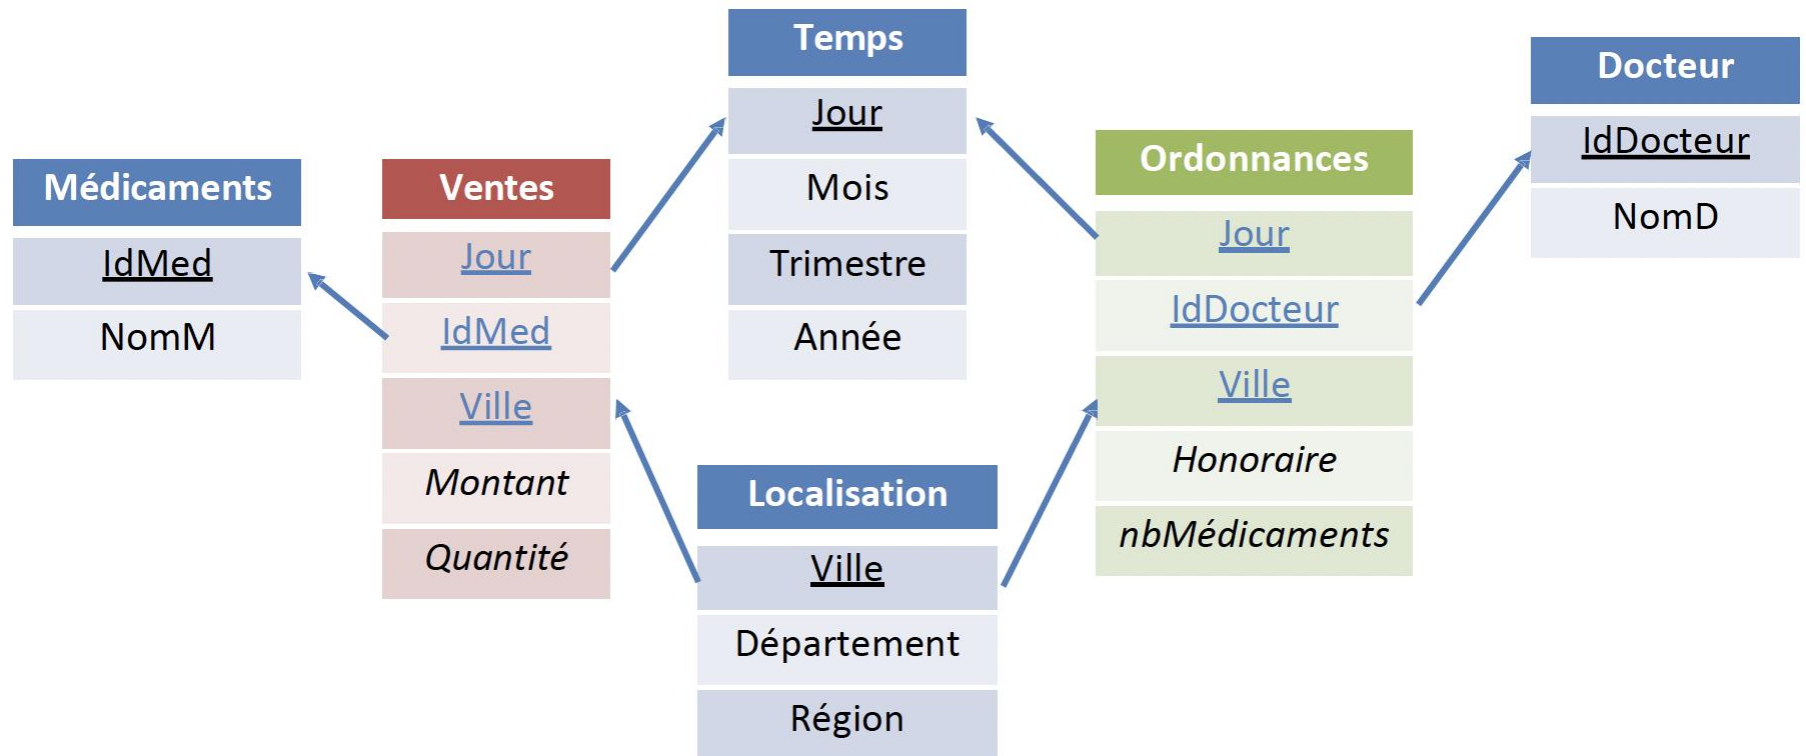 Médicaments
IdMed
NomM
Ventes
Jour
IdMed
Ville
Montant
Quantité
Temps
Jour
Mois
Trimestre
Année
Localisation
Ville
Département
Région
Ordonnances
Jour
IdDocteur
Ville
Honoraire
nbMédicaments
Docteur
IdDocteur
NomD